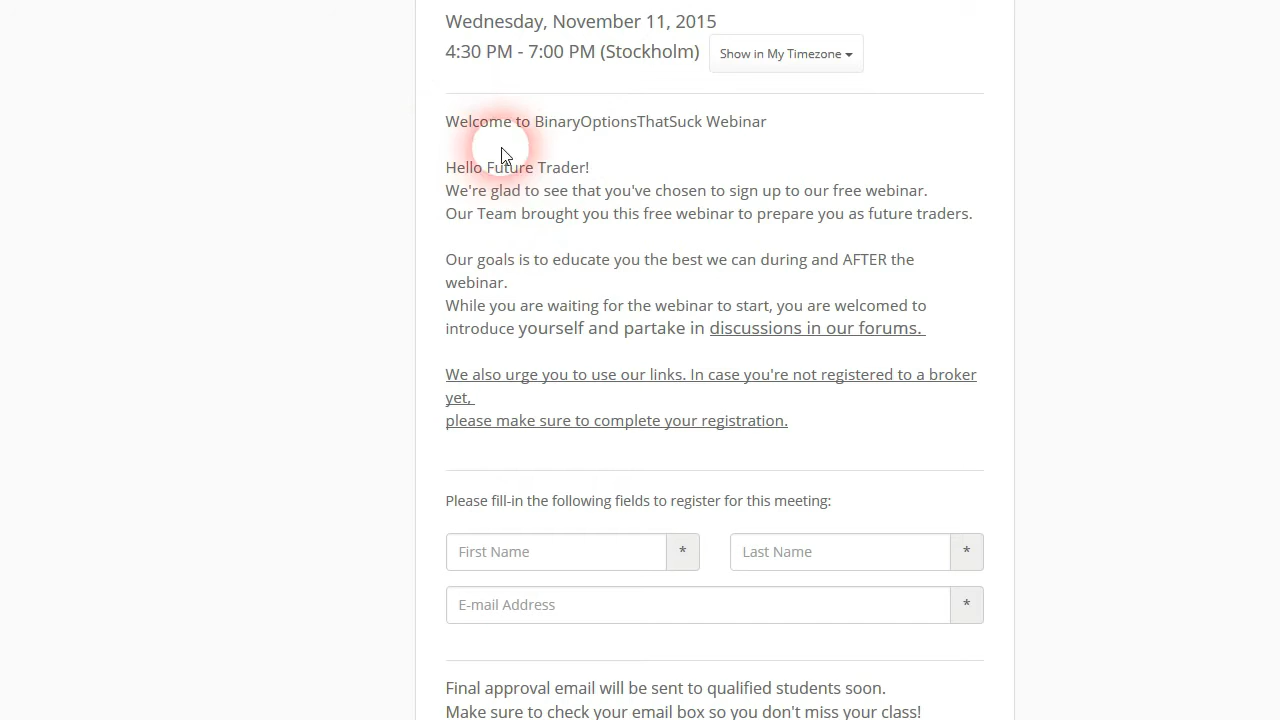 Wednesday, November 11, 2015
4:30 PM - 7:00 PM (Stockholm) Show in My Timezone
Welcome to BinaryOptionsThatSuck Webinar
Hello Future Trader!
We're glad to see that you've chosen to sign up to our free webinar.
Our Team brought you this free webinar to prepare you as future traders.
Our goals is to educate you the best we can during and AFTER the
webinar.
While you are waiting for the webinar to start, you are welcomed to
introduce yourself and partake in discussions in our forums.
We also urge you to use our links. In case you're not registered to a broker
yet,
please make sure to complete your registration.
Please fill-in the following fields to register for this meeting:
First Name * Last Name *
E-mail Address *
Final approval email will be sent to qualified students soon.
Make sure to check your email box so you don't miss your class!